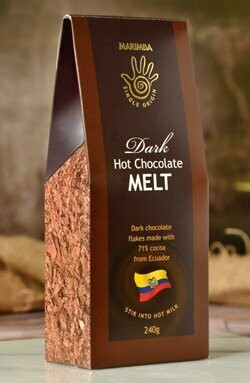 MARIMBA
SINGLE ORIGIN
Dark
Hot Chocolate
MELT
Dark chocolate
flakes made with
71% cocoa
from Ecuador
STIR INTO HOT MILK
240g